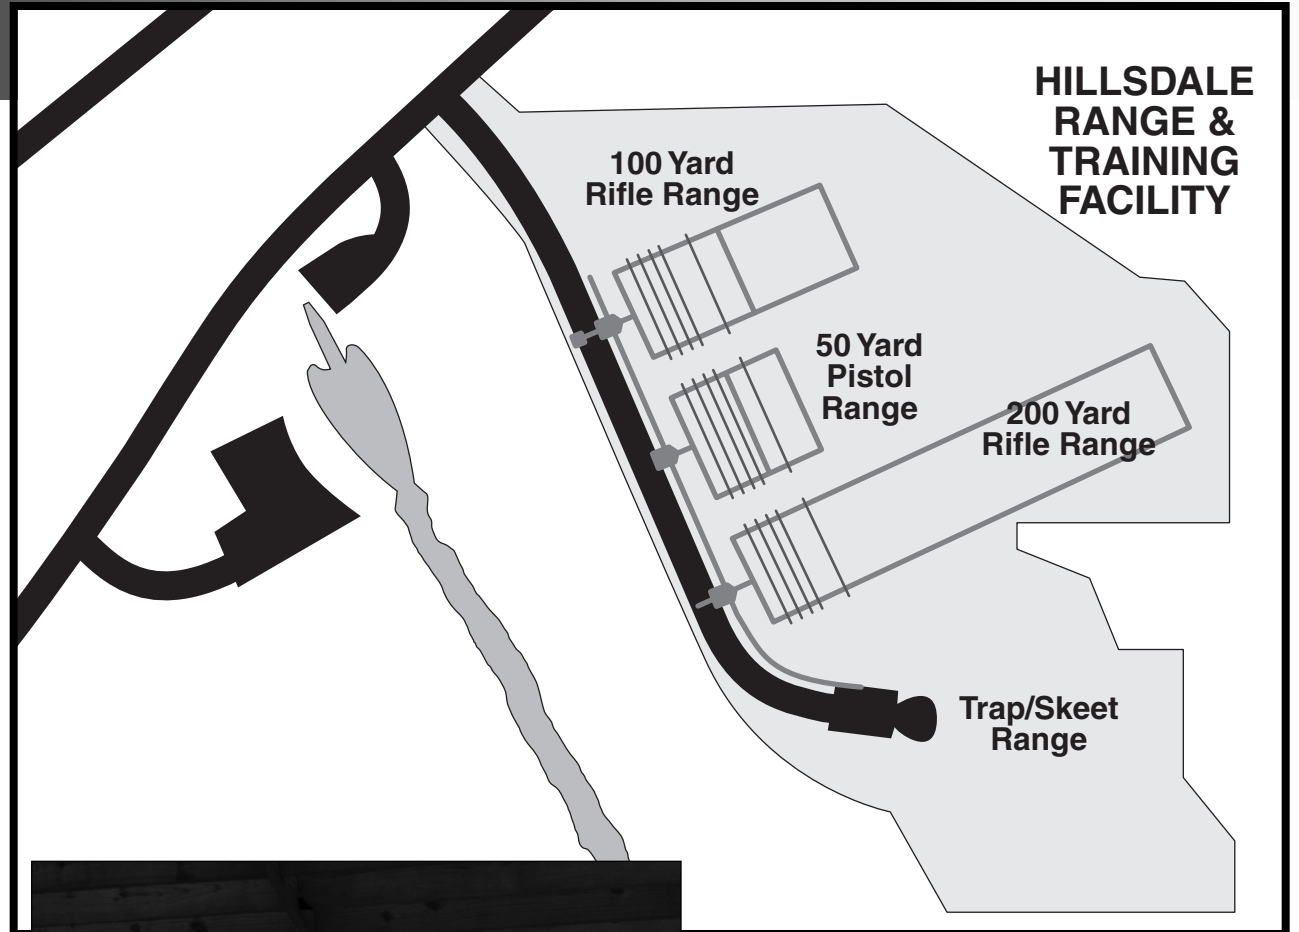 HILLSDALE
RANGE &
TRAINING
FACILITY
100 Yard
Rifle Range
50 Yard
Pistol
Range
200 Yard
Rifle Range
Trap/Skeet
Range